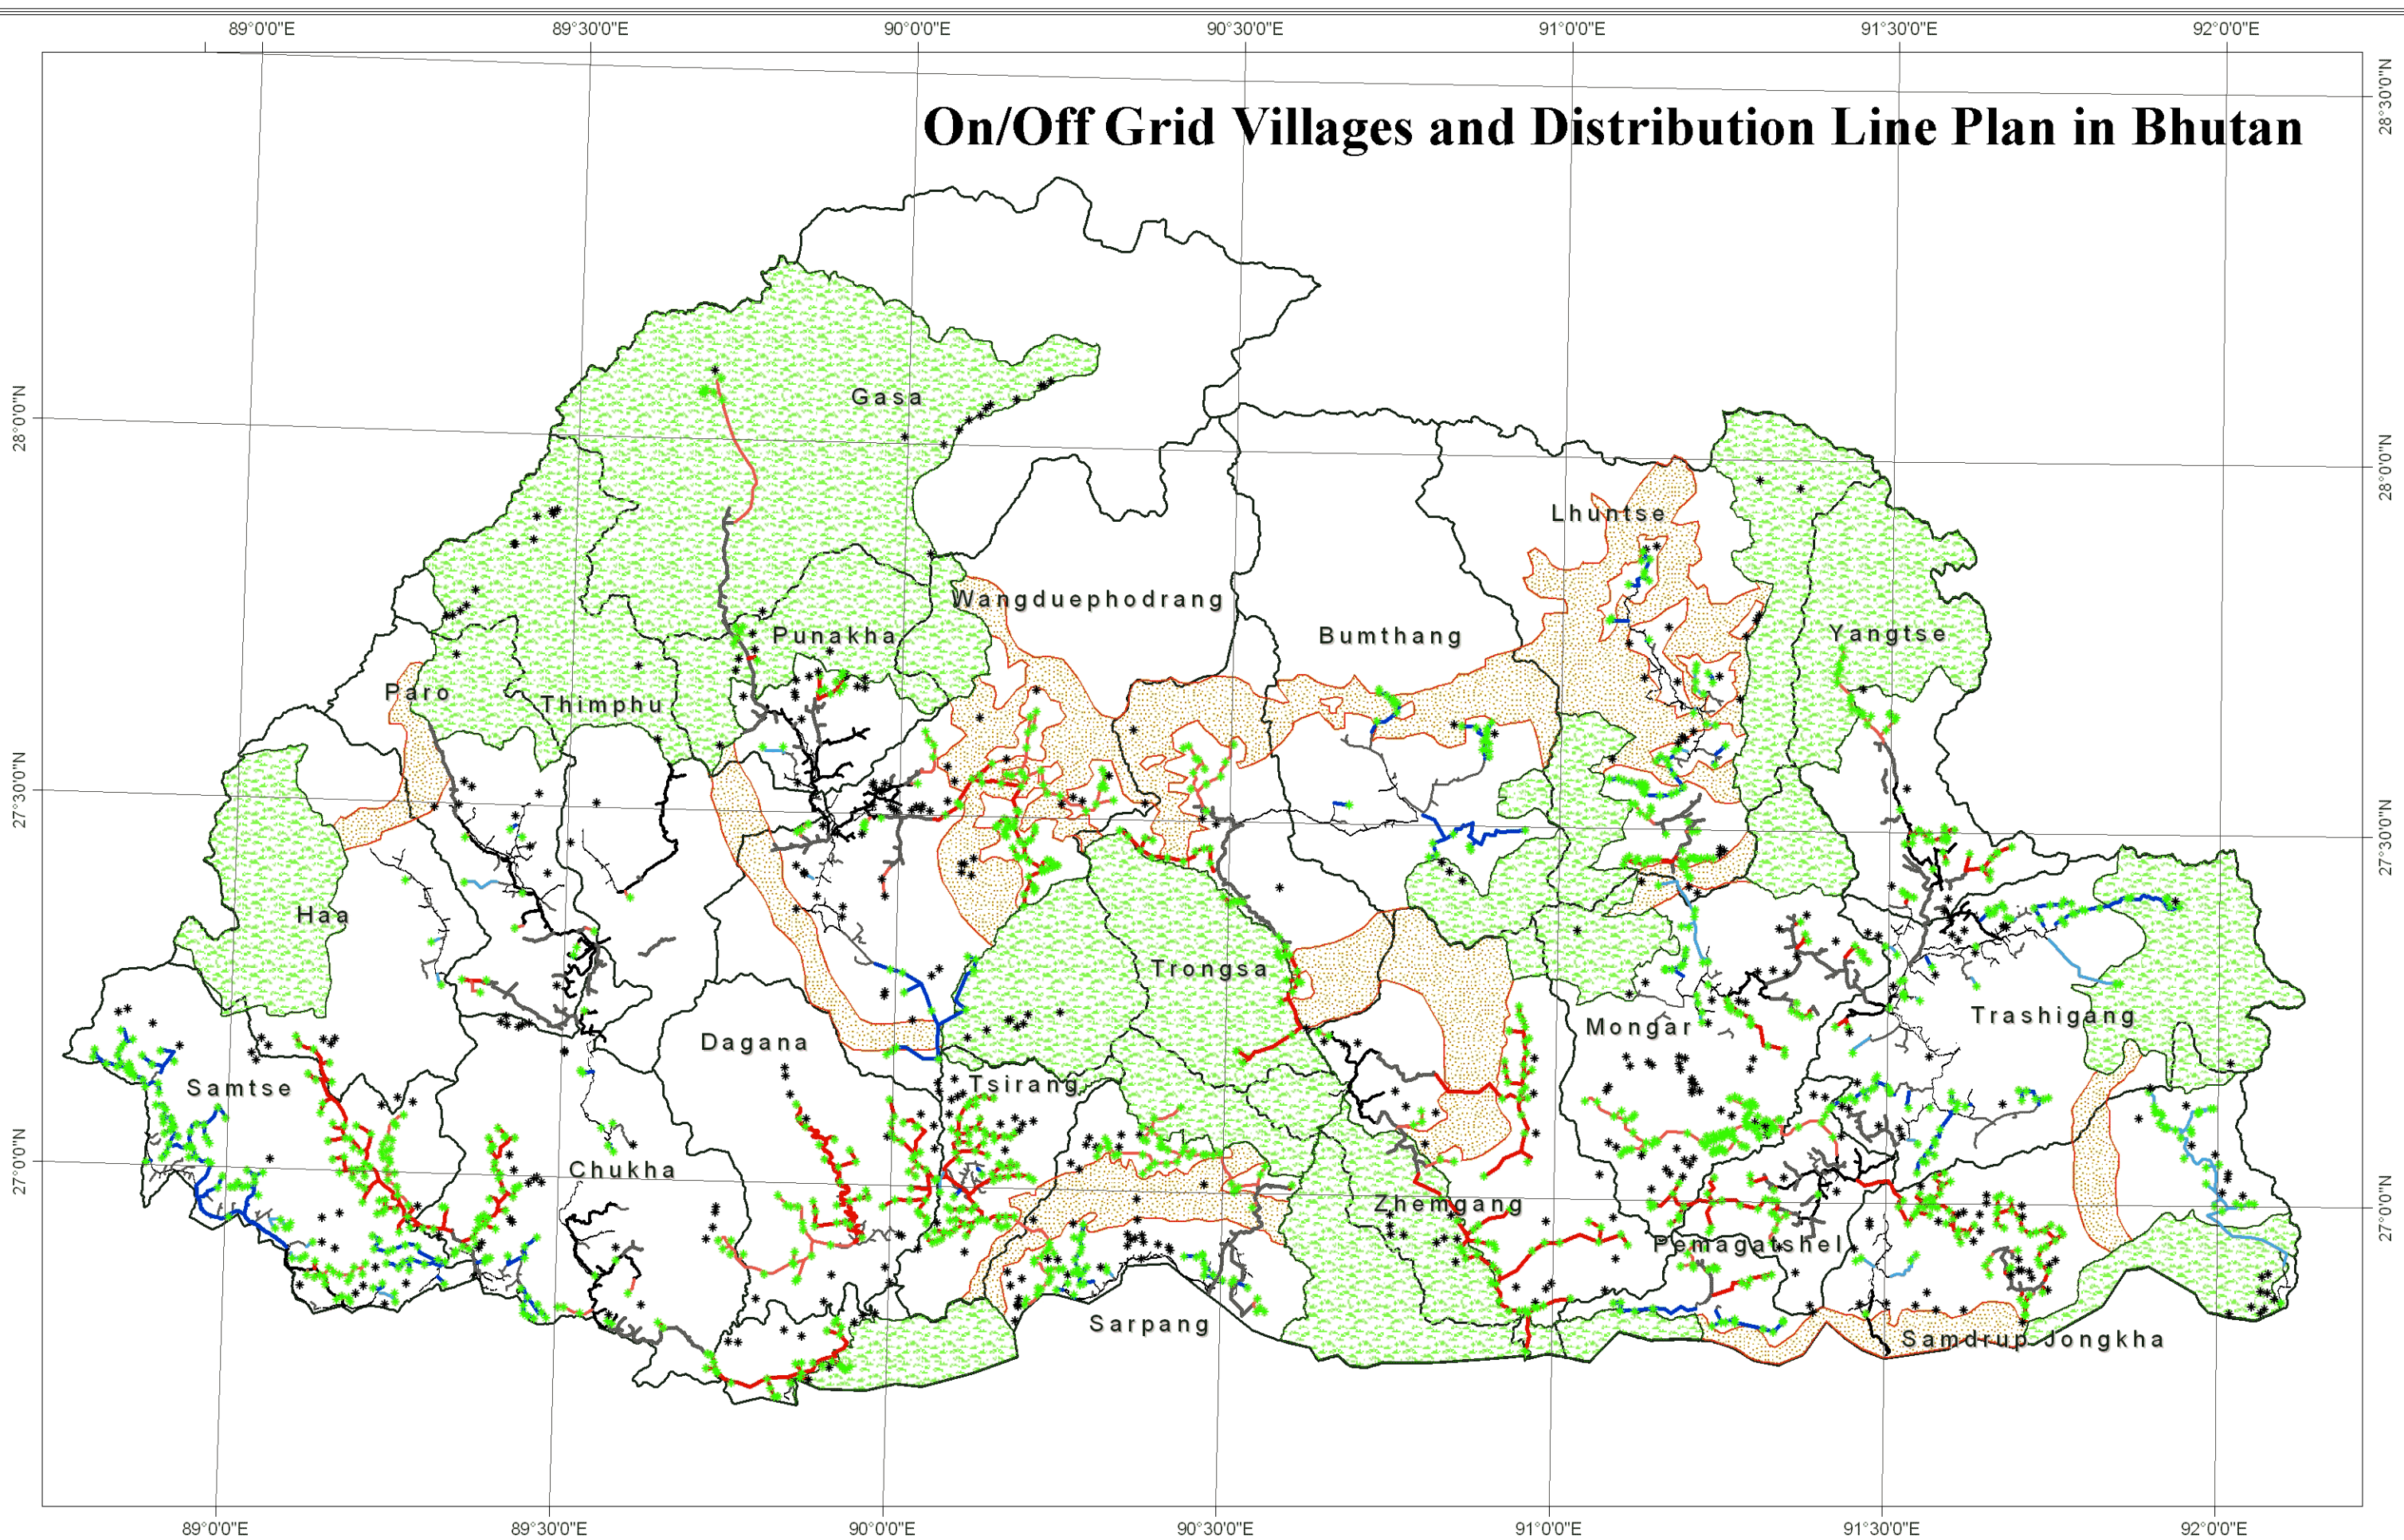 89°0'0"E 89°30'0"E 90°0'0"E 90°30'0"E 91°0'0"E 91°30'0"E 92°0'0"E
28°30'0"N
On/Off Grid Villages and Distribution Line Plan in Bhutan
Gasa
28°0'0"N
28°0'0"N
Lhuntse
Wangduephodrang
Punakha
Bumthang
Yangtse
Paro
Thimphu
27°30'0"N
27°30'0"N
Haa
Trongsa
Trashigang
Mongar
Dagana
Samtse
Tsirang
Chukha
27°0'0"N
27°0'0"N
Zhemgang
Pemagatshel
Sarpang
Samdrup Jongkha
89°0'0"E 89°30'0"E 90°0'0"E 90°30'0"E 91°0'0"E 91°30'0"E 92°0'0"E